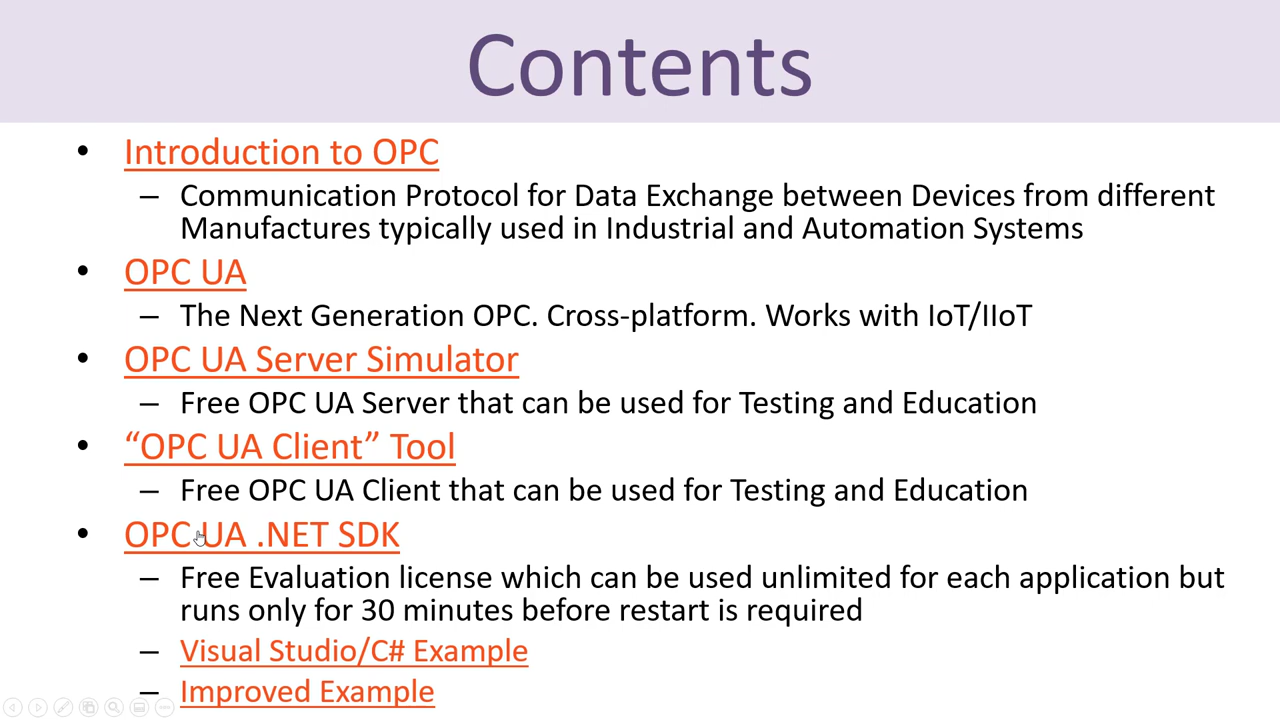 Contents
• Introduction to OPC
– Communication Protocol for Data Exchange between Devices from different
Manufactures typically used in Industrial and Automation Systems
• OPC UA
– The Next Generation OPC. Cross-platform. Works with IoT/IIoT
• OPC UA Server Simulator
– Free OPC UA Server that can be used for Testing and Education
• “OPC UA Client” Tool
– Free OPC UA Client that can be used for Testing and Education
• OPC UA .NET SDK
– Free Evaluation license which can be used unlimited for each application but
runs only for 30 minutes before restart is required
– Visual Studio/C# Example
– Improved Example